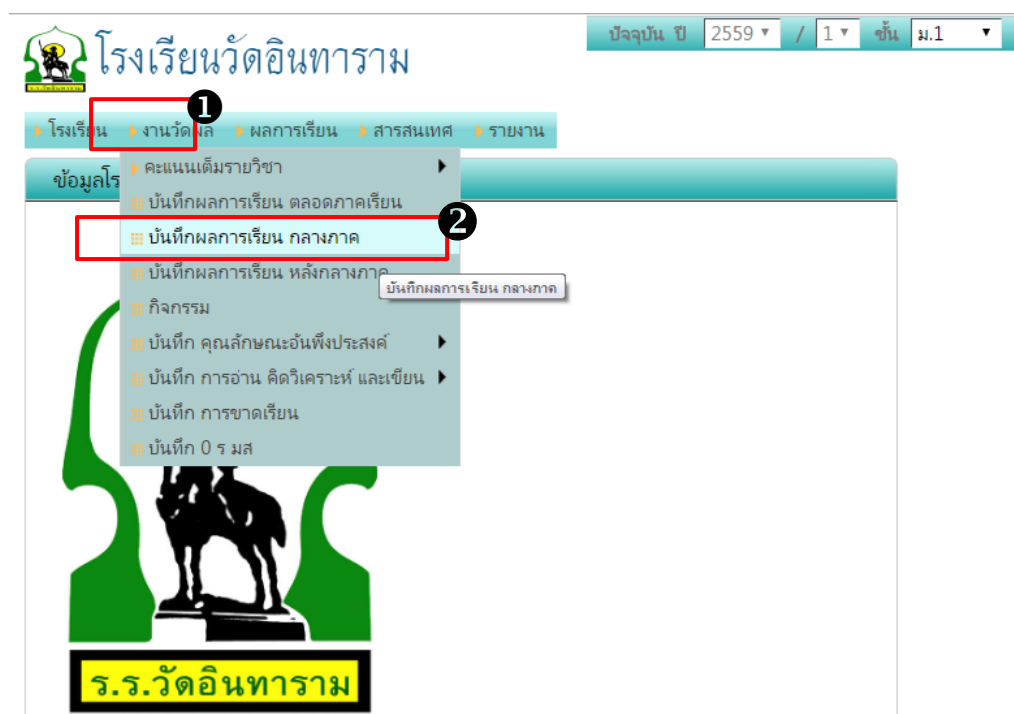 โรงเรียนวัดอินทาราม
ปัจจุบัน ปี 2559 / 1 ชั้น ม.1
1
โรงเรียน งานวัดผล ผลการเรียน สารสนเทศ รายงาน
ข้อมูลโร
คะแนนเต็มรายวิชา
บันทึกผลการเรียน ตลอดภาคเรียน
2
บันทึกผลการเรียน กลางภาค
บันทึกผลการเรียน หลังกลางภาค
บันทึกผลการเรียน กลางภาค
กิจกรรม
บันทึก คุณลักษณะอันพึงประสงค์
บันทึก การอ่าน คิดวิเคราะห์ และเขียน
บันทึก การขาดเรียน
บันทึก 0 ร มส
ร.ร.วัดอินทาราม